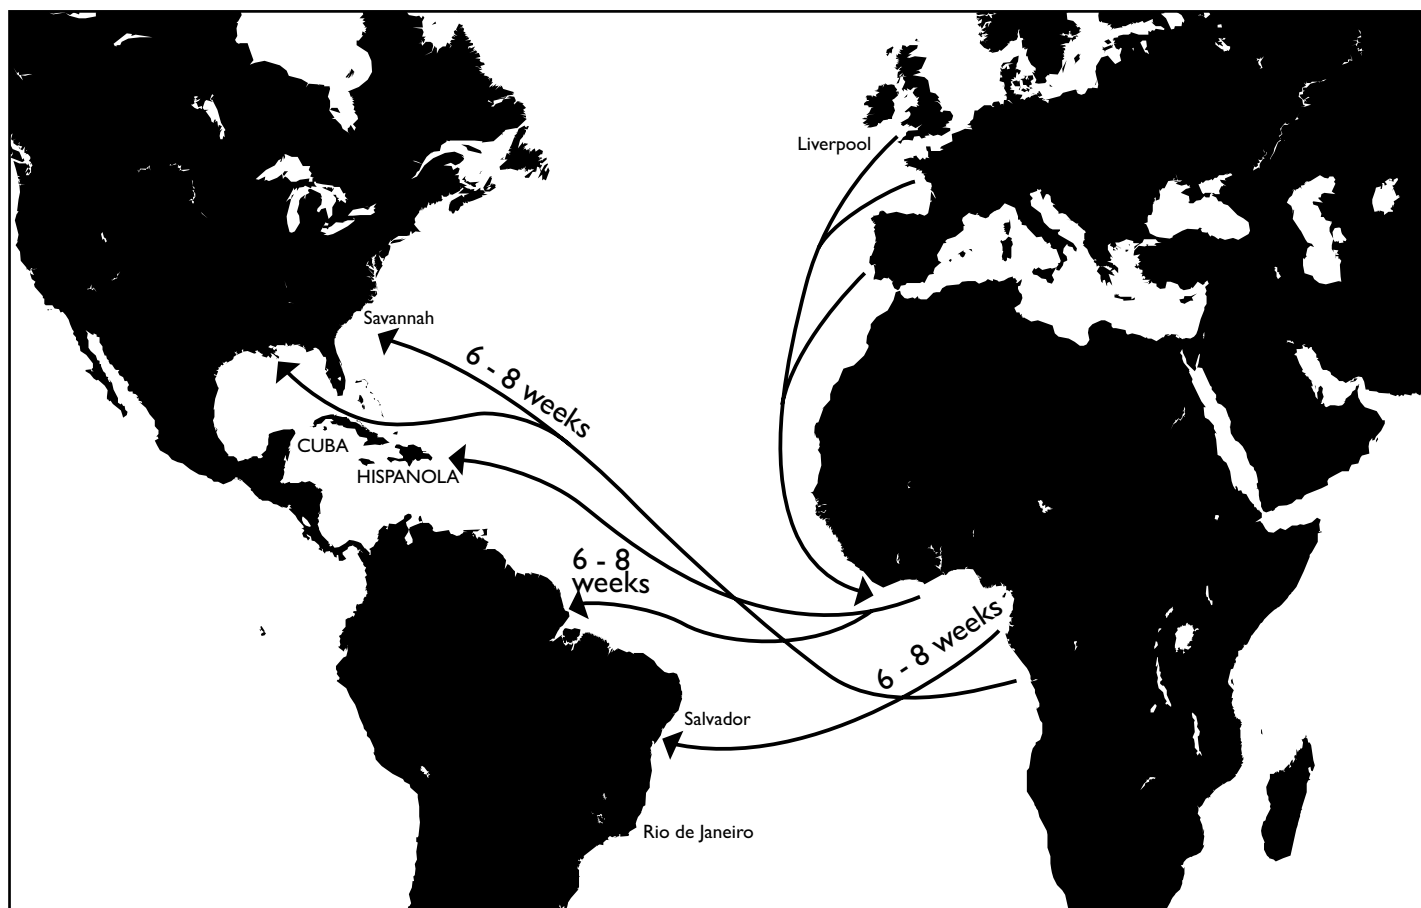 Liverpool
Savannah
6 - 8 weeks
CUBA
HISPANOLA
6 - 8
weeks
6 - 8 weeks
Salvador
Rio de Janeiro